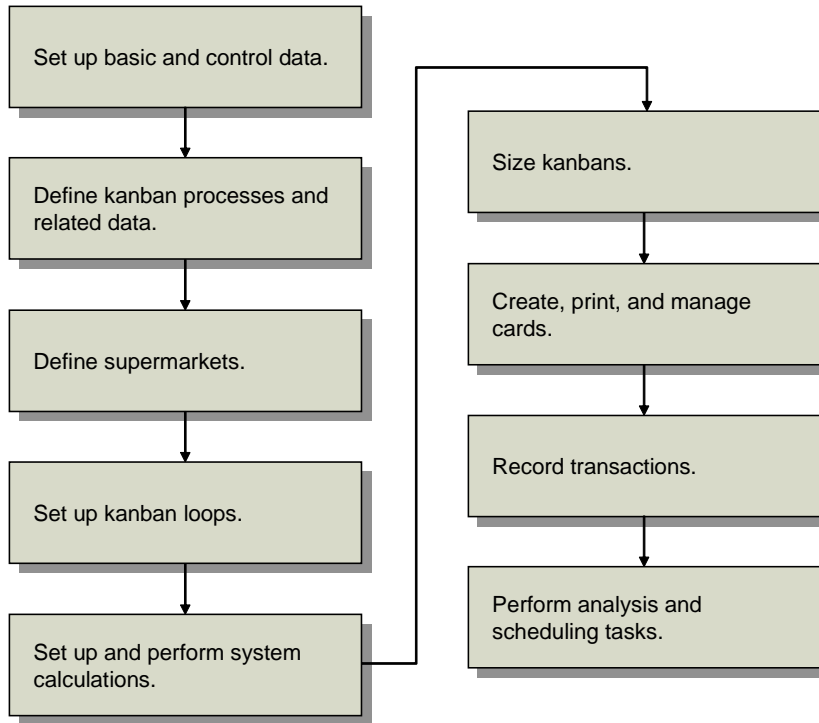 Set up basic and control data.
Define kanban processes and
related data.
Define supermarkets.
Set up kanban loops.
Set up and perform system
calculations.
Size kanbans.
Create, print, and manage
cards.
Record transactions.
Perform analysis and
scheduling tasks.